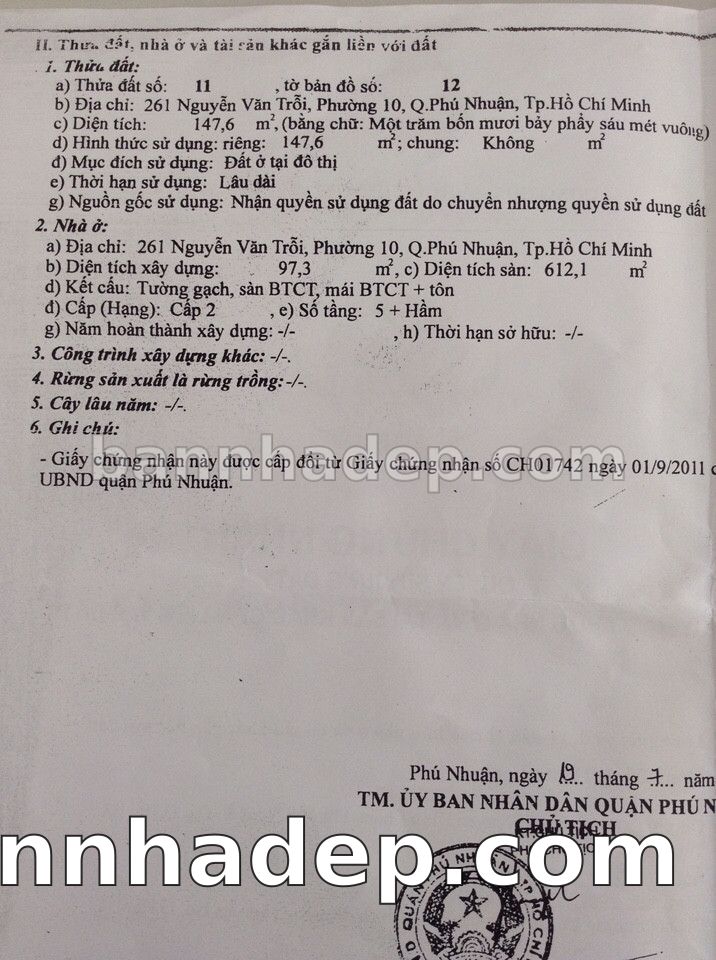 II. Thửa đất, nhà ở và tài sản khác gắn liền với đất
1. Thửa đất:
a) Thửa đất số: 11 , tờ bản đồ số: 12
b) Địa chỉ: 261 Nguyễn Văn Trỗi, Phường 10, Q.Phú Nhuận, Tp.Hồ Chí Minh
c) Diện tích: 147,6 m², (bằng chữ: Một trăm bốn mươi bảy phẩy sáu mét vuông)
d) Hình thức sử dụng: riêng: 147,6 m²; chung: Không m²
đ) Mục đích sử dụng: Đất ở tại đô thị
e) Thời hạn sử dụng: Lâu dài
g) Nguồn gốc sử dụng: Nhận quyền sử dụng đất do chuyển nhượng quyền sử dụng đất
2. Nhà ở:
a) Địa chỉ: 261 Nguyễn Văn Trỗi, Phường 10, Q.Phú Nhuận, Tp.Hồ Chí Minh
b) Diện tích xây dựng: 97,3 m², c) Diện tích sàn: 612,1 m²
d) Kết cấu: Tường gạch, sàn BTCT, mái BTCT + tôn
đ) Cấp (Hạng): Cấp 2 , e) Số tầng: 5 + Hầm
g) Năm hoàn thành xây dựng: -/- , h) Thời hạn sở hữu: -/-
3. Công trình xây dựng khác: -/-.
4. Rừng sản xuất là rừng trồng: -/-.
5. Cây lâu năm: -/-.
6. Ghi chú:
bannhadep.com
- Giấy chứng nhận này được cấp đổi từ Giấy chứng nhận số CH01742 ngày 01/9/2011 c
UBND quận Phú Nhuận.
Phú Nhuận, ngày 19 tháng 7 năm
TM. ỦY BAN NHÂN DÂN QUẬN PHÚ N
CHỦ TỊCH
nnhadep.com
QUẬN PHÚ NHUẬN TP HỒ CHÍ